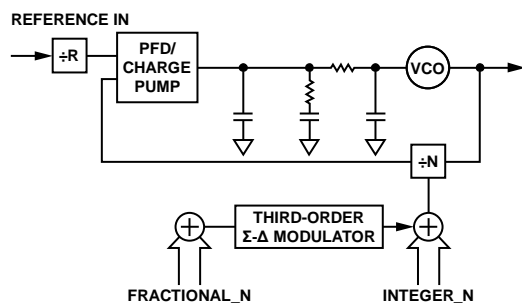 REFERENCE IN
÷R
PFD/
CHARGE
PUMP
VCO
÷N
THIRD-ORDER
Σ-Δ MODULATOR
FRACTIONAL_N
INTEGER_N